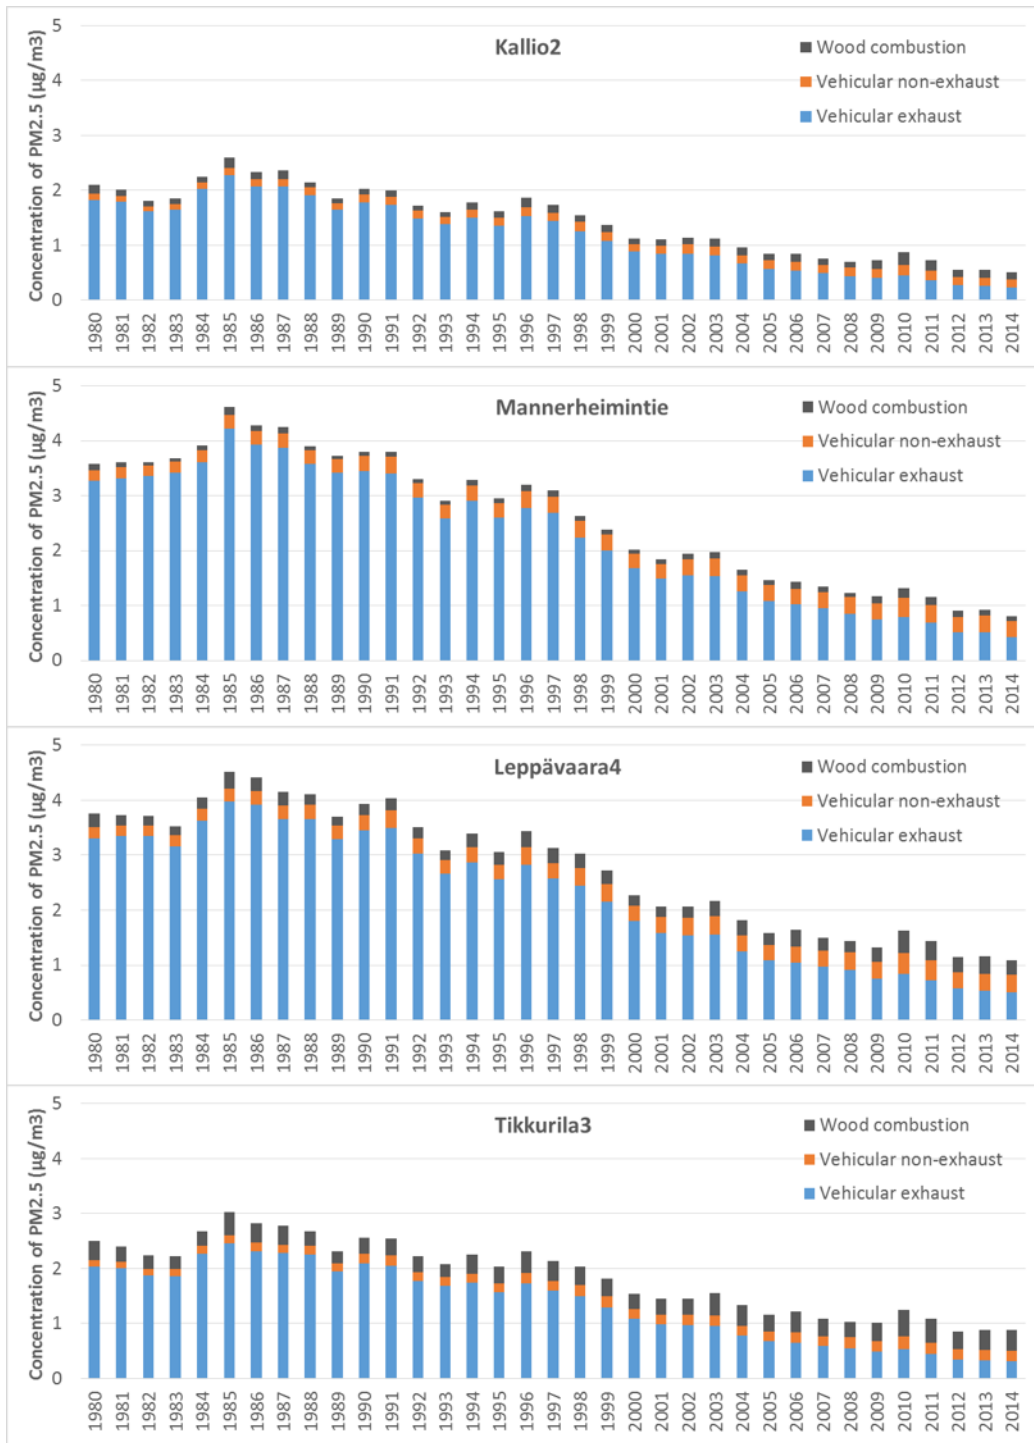 Kallio2
Concentration of PM2.5 (µg/m3)
5
4
3
2
1
0
Wood combustion
Vehicular non-exhaust
Vehicular exhaust
1980 1981 1982 1983 1984 1985 1986 1987 1988 1989 1990 1991 1992 1993 1994 1995 1996 1997 1998 1999 2000 2001 2002 2003 2004 2005 2006 2007 2008 2009 2010 2011 2012 2013 2014
Mannerheimintie
Concentration of PM2.5 (µg/m3)
5
4
3
2
1
0
Wood combustion
Vehicular non-exhaust
Vehicular exhaust
1980 1981 1982 1983 1984 1985 1986 1987 1988 1989 1990 1991 1992 1993 1994 1995 1996 1997 1998 1999 2000 2001 2002 2003 2004 2005 2006 2007 2008 2009 2010 2011 2012 2013 2014
Leppävaara4
Concentration of PM2.5 (µg/m3)
5
4
3
2
1
0
Wood combustion
Vehicular non-exhaust
Vehicular exhaust
1980 1981 1982 1983 1984 1985 1986 1987 1988 1989 1990 1991 1992 1993 1994 1995 1996 1997 1998 1999 2000 2001 2002 2003 2004 2005 2006 2007 2008 2009 2010 2011 2012 2013 2014
Tikkurila3
Concentration of PM2.5 (µg/m3)
5
4
3
2
1
0
Wood combustion
Vehicular non-exhaust
Vehicular exhaust
1980 1981 1982 1983 1984 1985 1986 1987 1988 1989 1990 1991 1992 1993 1994 1995 1996 1997 1998 1999 2000 2001 2002 2003 2004 2005 2006 2007 2008 2009 2010 2011 2012 2013 2014